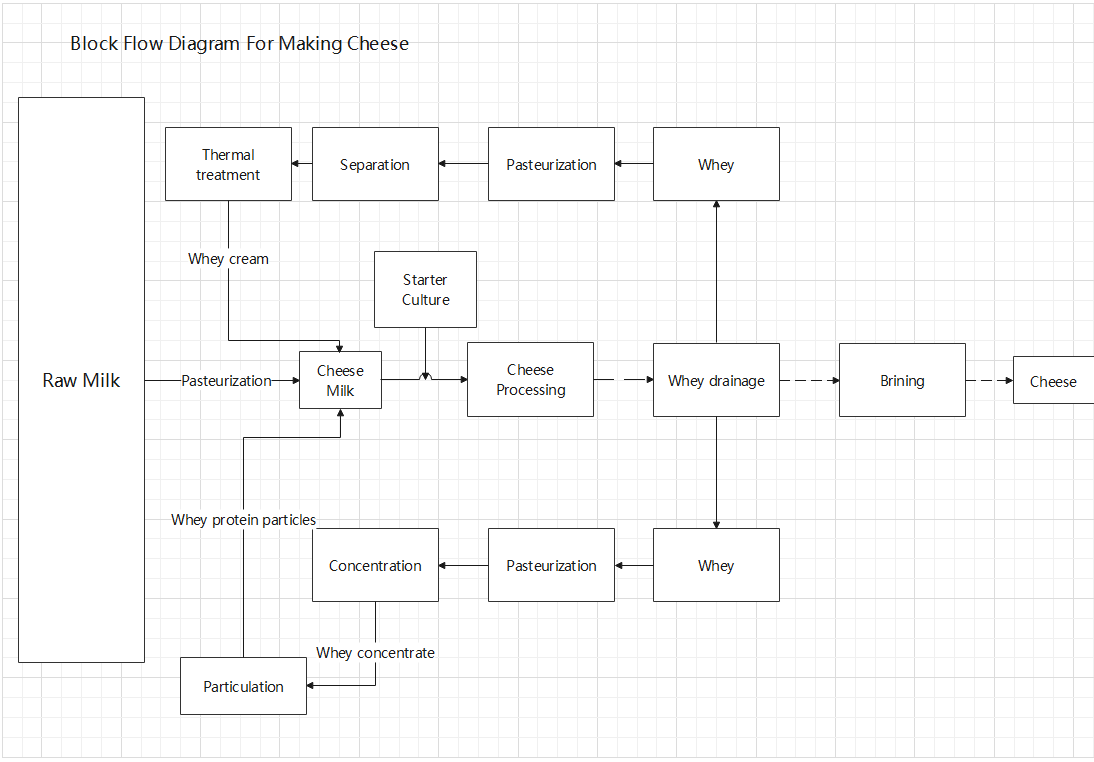 Block Flow Diagram For Making Cheese
Thermal
treatment
Separation
Pasteurization
Whey
Whey cream
Starter
Culture
Raw Milk
Pasteurization
Cheese
Milk
Cheese
Processing
Whey drainage
Brining
Cheese
Whey protein particles
Concentration
Pasteurization
Whey
Whey concentrate
Particulation